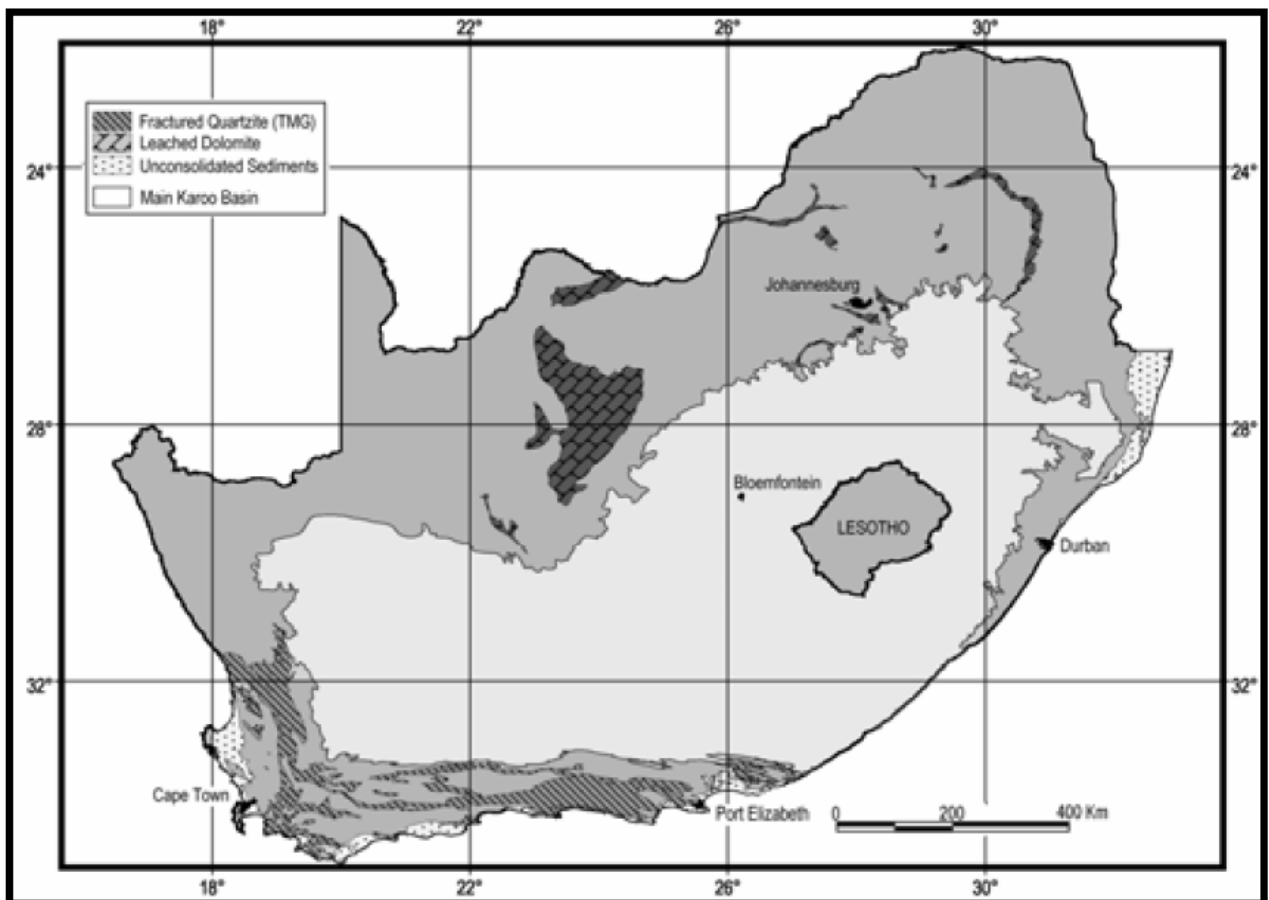 18° 22° 26° 30°
Fractured Quartzite (TMG)
Leached Dolomite
Unconsolidated Sediments
Main Karoo Basin
24° 24°
Johannesburg
28° 28°
Bloemfontein
LESOTHO
Durban
32° 32°
Cape Town
Port Elizabeth
0 200 400 Km
18° 22° 26° 30°